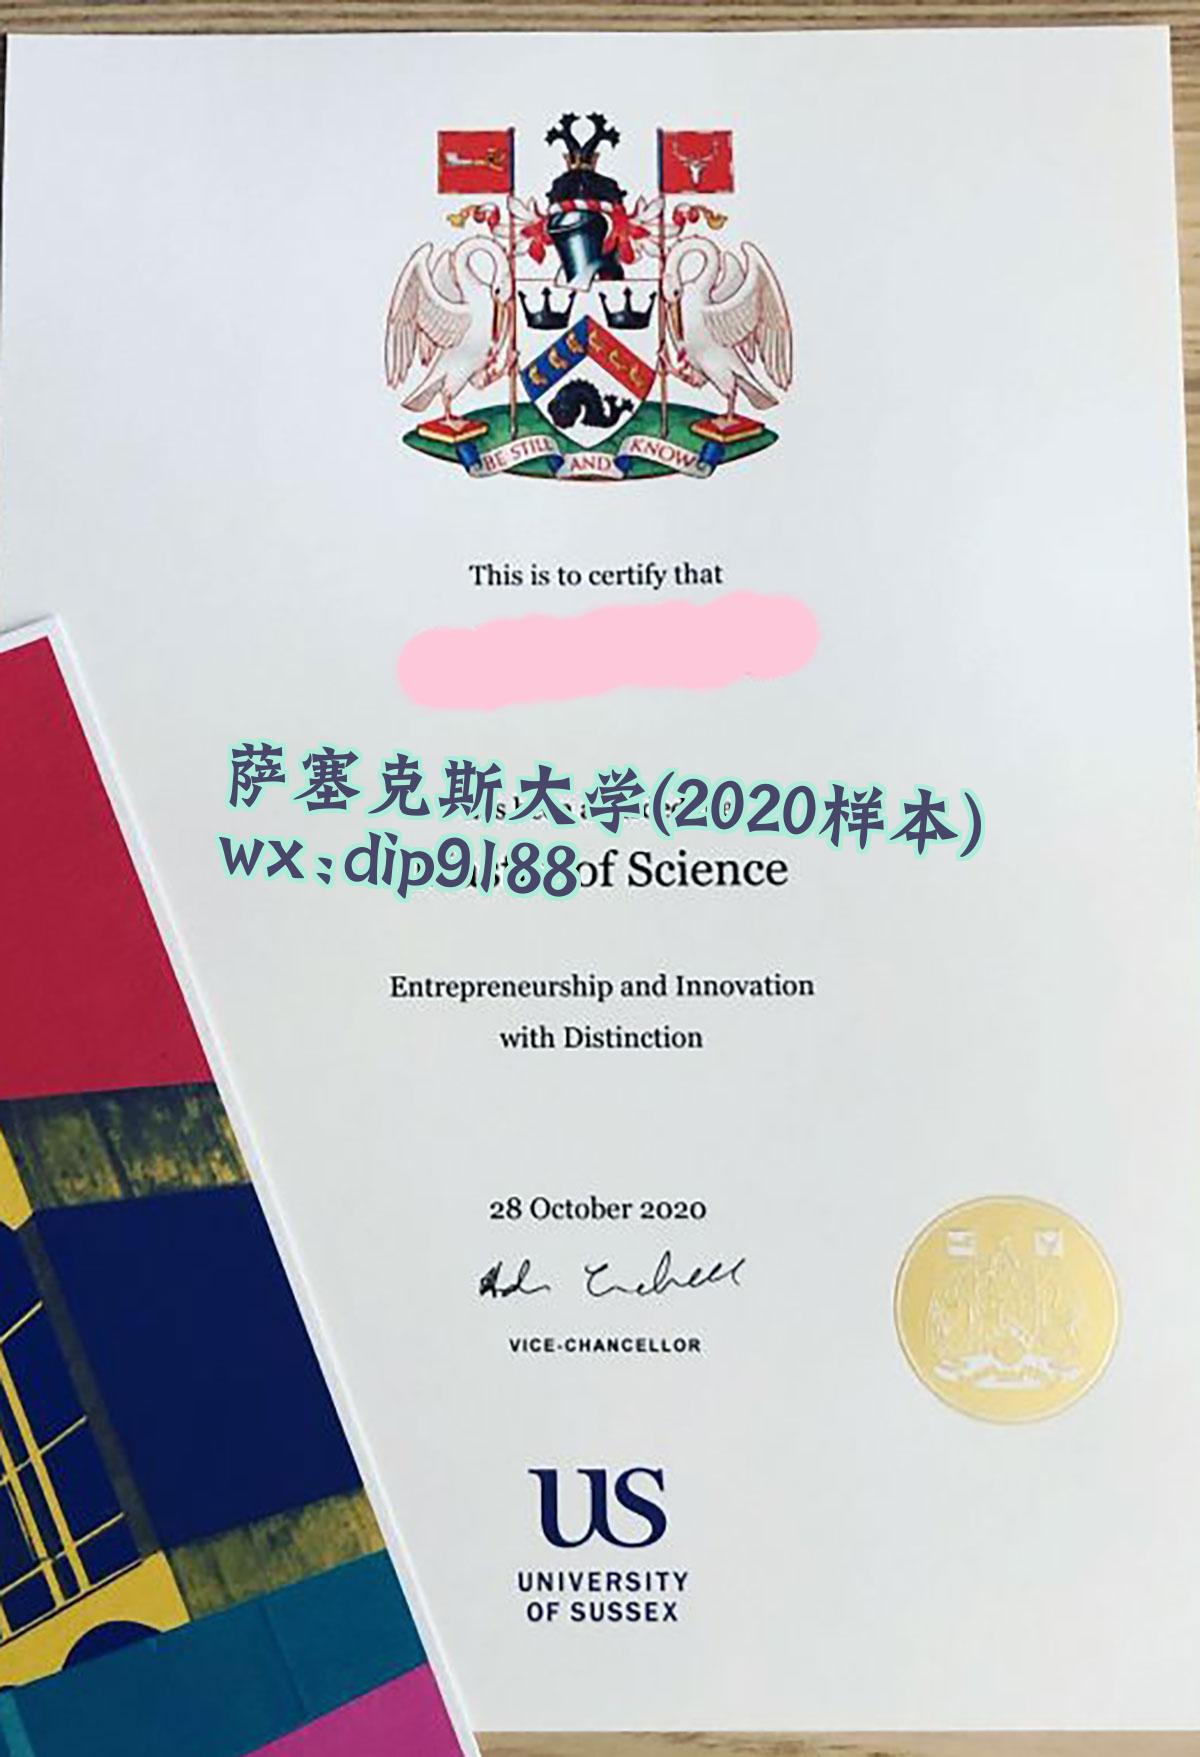 BE STILL AND KNOW
This is to certify that
萨塞克斯大学(2020样本)
wx:dip9188
of Science
Entrepreneurship and Innovation
with Distinction
28 October 2020
VICE-CHANCELLOR
US
UNIVERSITY
OF SUSSEX